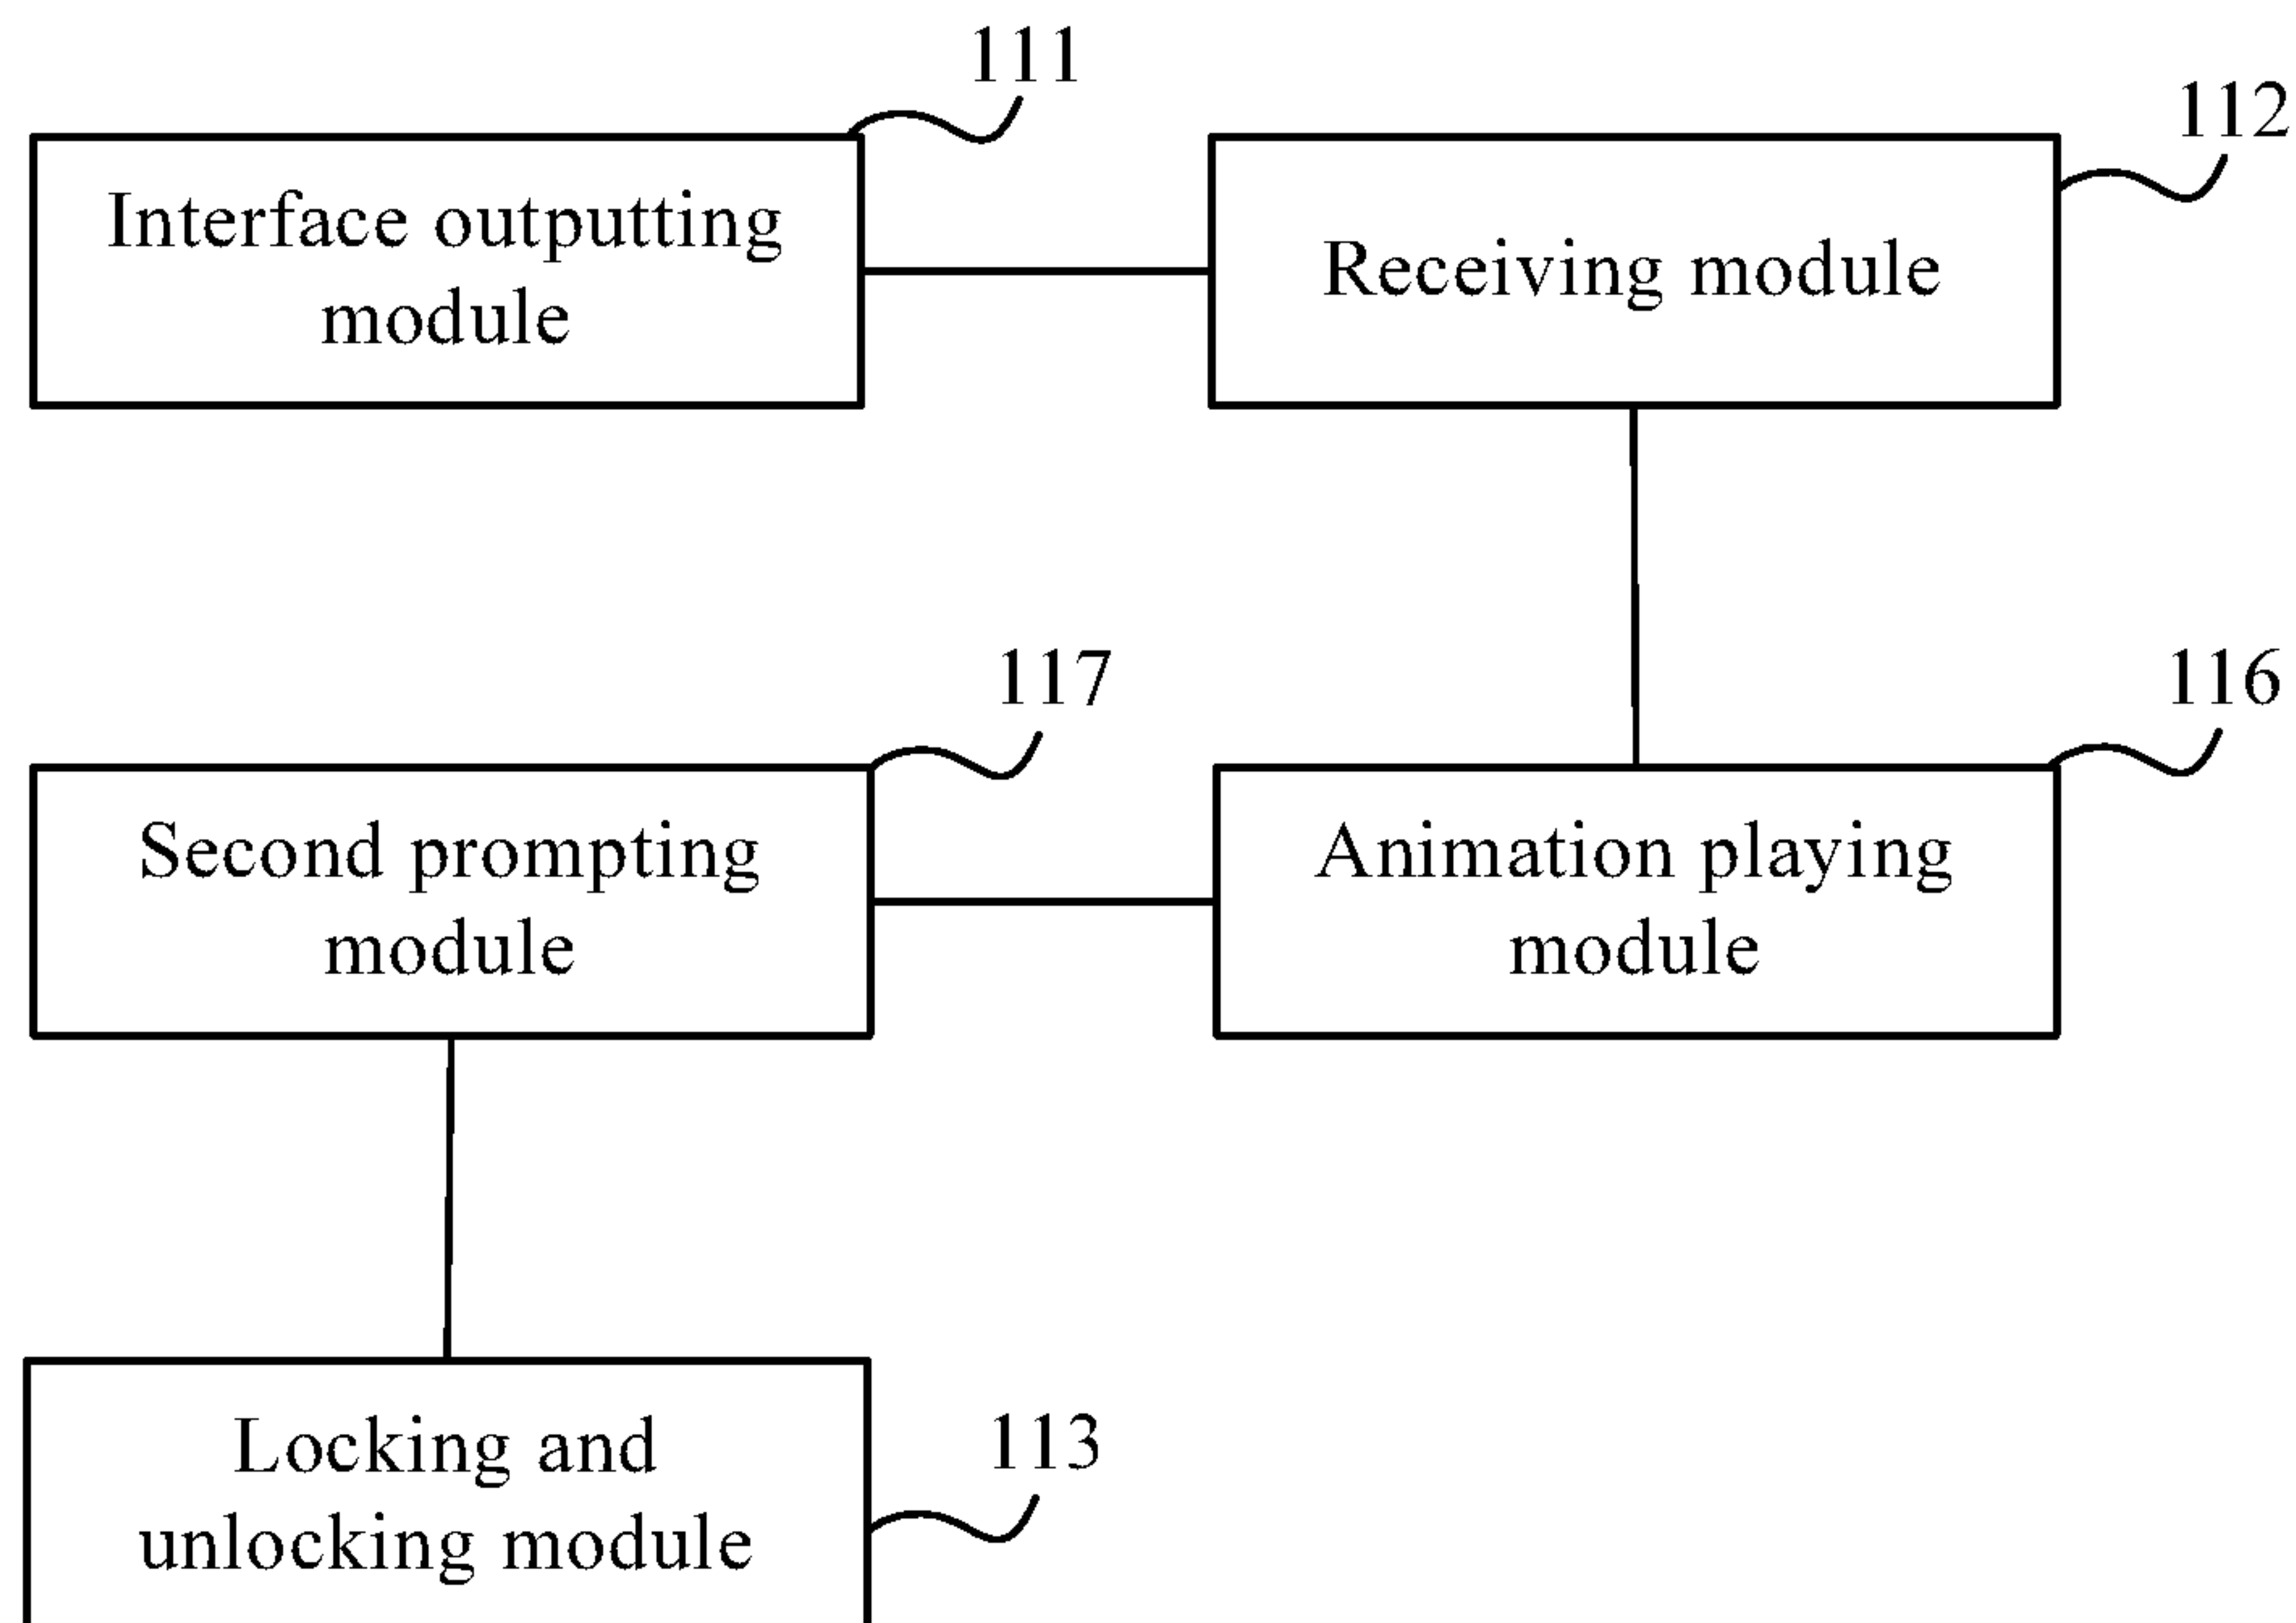 111
112
Interface outputting
module
Receiving module
117
116
Second prompting
module
Animation playing
module
Locking and
unlocking module
113